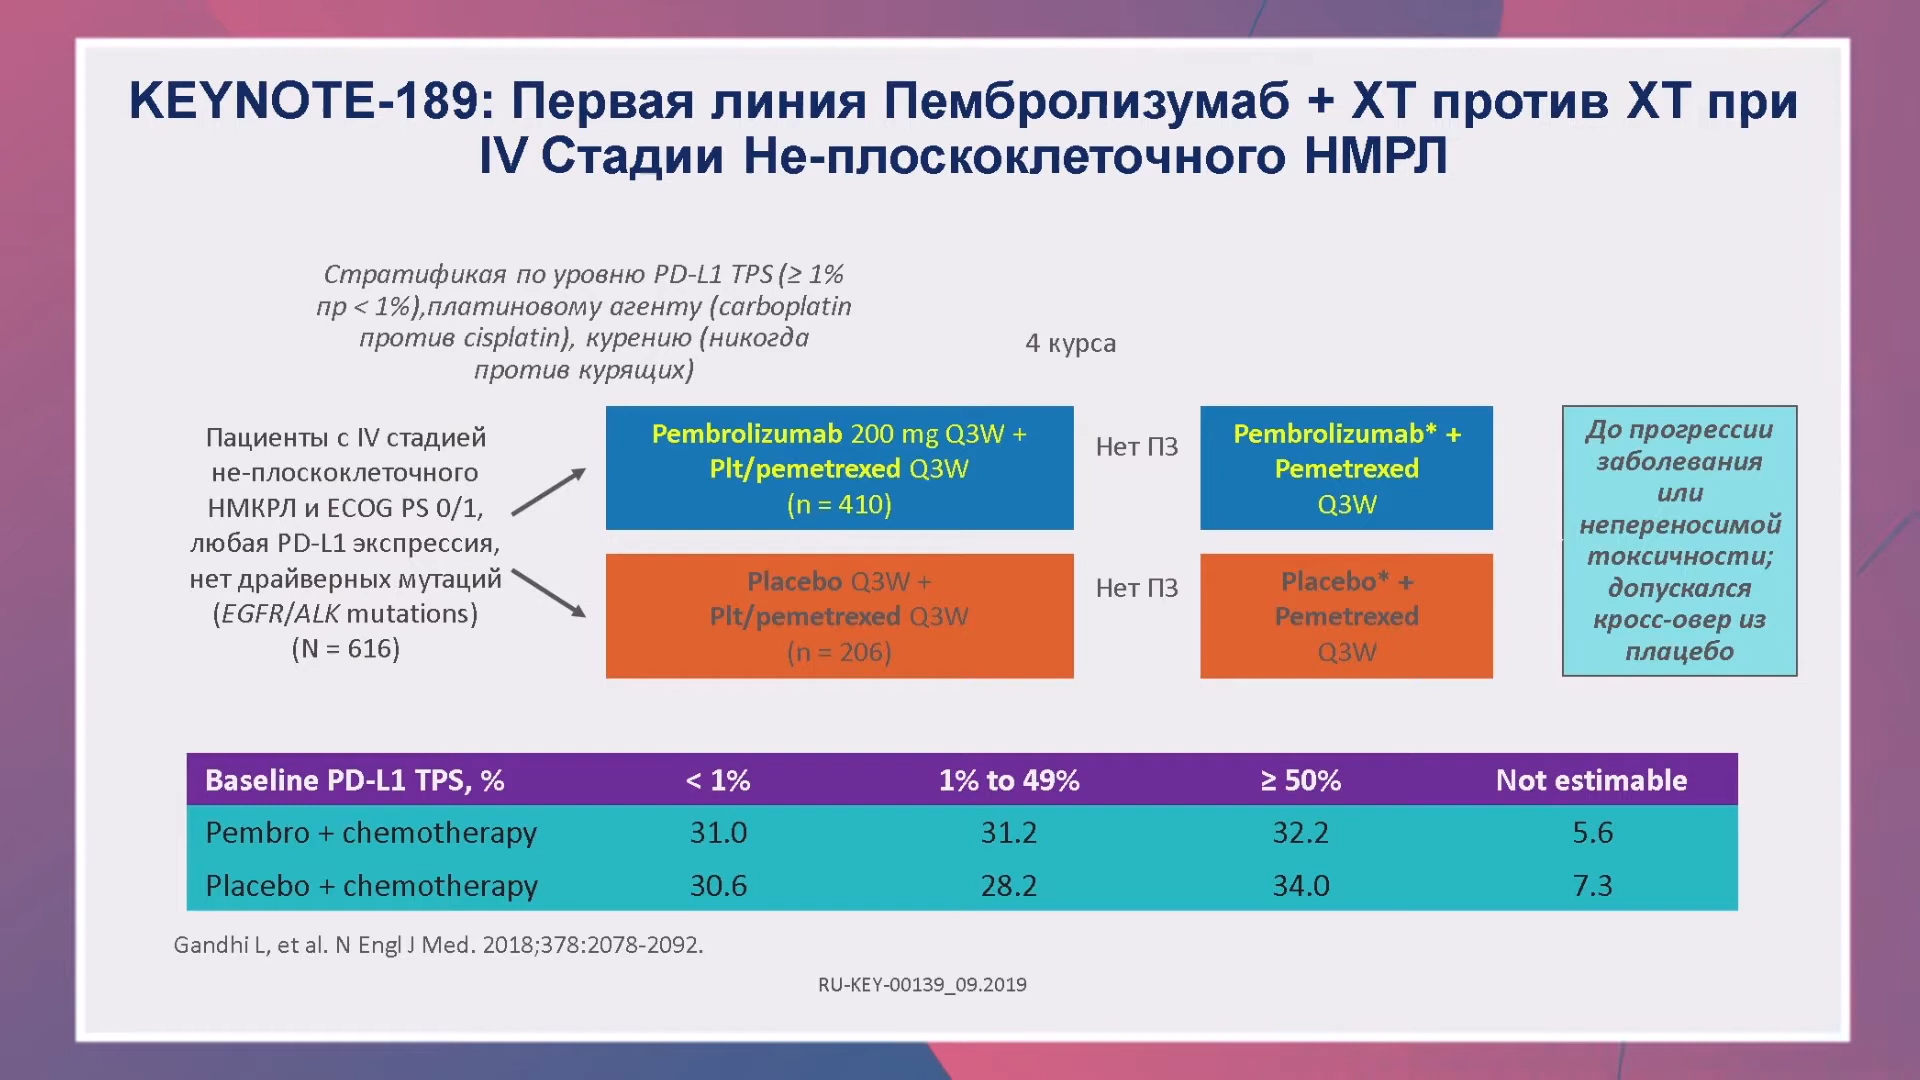 KEYNOTE-189: Первая линия Пембролизумаб + ХТ против ХТ при
IV Стадии Не-плоскоклеточного НМРЛ
Стратификая по уровню PD-L1 TPS (≥ 1%
пр < 1%),платиновому агенту (carboplatin
против cisplatin), курению (никогда
против курящих)
4 курса
Пациенты с IV стадией
не-плоскоклеточного
НМКРЛ и ECOG PS 0/1,
любая PD-L1 экспрессия,
нет драйверных мутаций
(EGFR/ALK mutations)
(N = 616)
Pembrolizumab 200 mg Q3W +
Plt/pemetrexed Q3W
(n = 410)
Нет ПЗ
Pembrolizumab* +
Pemetrexed
Q3W
Placebo Q3W +
Plt/pemetrexed Q3W
(n = 206)
Нет ПЗ
Placebo* +
Pemetrexed
Q3W
До прогрессии
заболевания
или
непереносимой
токсичности;
допускался
кросс-овер из
плацебо
Baseline PD-L1 TPS, % < 1% 1% to 49% ≥ 50% Not estimable
Pembro + chemotherapy 31.0 31.2 32.2 5.6
Placebo + chemotherapy 30.6 28.2 34.0 7.3
Gandhi L, et al. N Engl J Med. 2018;378:2078-2092.
RU-KEY-00139_09.2019